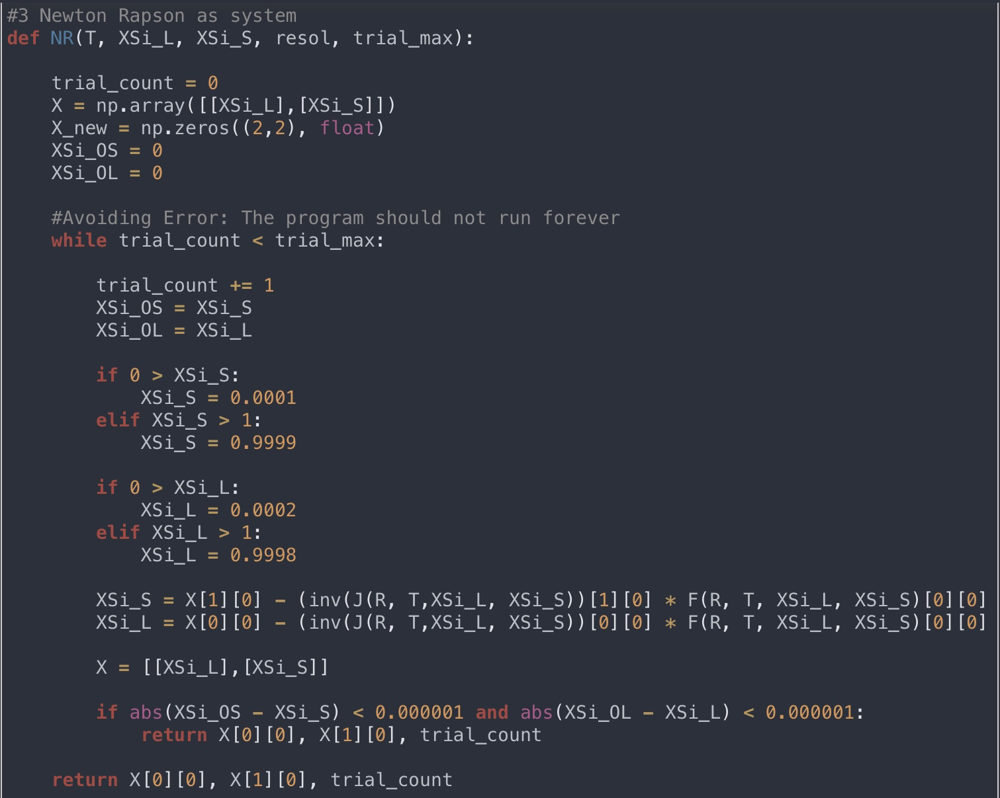 #3 Newton Rapson as system
def NR(T, XSi_L, XSi_S, resol, trial_max):
trial_count = 0
X = np.array([[XSi_L],[XSi_S]])
X_new = np.zeros((2,2), float)
XSi_OS = 0
XSi_OL = 0
#Avoiding Error: The program should not run forever
while trial_count < trial_max:
trial_count += 1
XSi_OS = XSi_S
XSi_OL = XSi_L
if 0 > XSi_S:
XSi_S = 0.0001
elif XSi_S > 1:
XSi_S = 0.9999
if 0 > XSi_L:
XSi_L = 0.0002
elif XSi_L > 1:
XSi_L = 0.9998
XSi_S = X[1][0] - (inv(J(R, T,XSi_L, XSi_S))[1][0] * F(R, T, XSi_L, XSi_S)[0][0]
XSi_L = X[0][0] - (inv(J(R, T,XSi_L, XSi_S))[0][0] * F(R, T, XSi_L, XSi_S)[0][0]
X = [[XSi_L],[XSi_S]]
if abs(XSi_OS - XSi_S) < 0.000001 and abs(XSi_OL - XSi_L) < 0.000001:
return X[0][0], X[1][0], trial_count
return X[0][0], X[1][0], trial_count